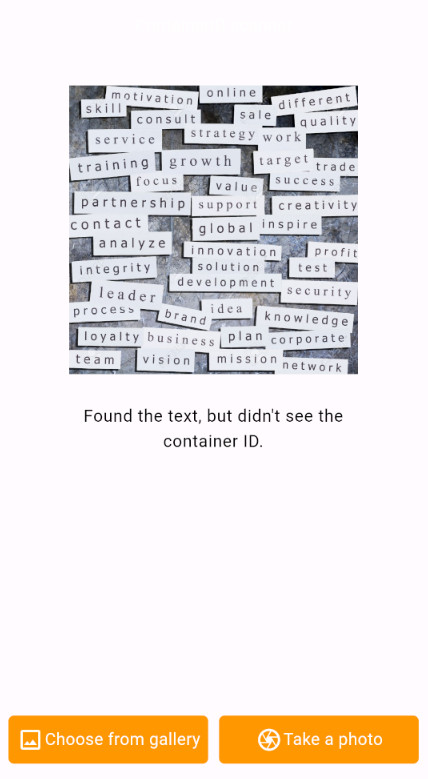 motivation online
skill different
consult sale quality
service strategy work
training growth target trade
focus value success
partnership support creativity
contact global inspire
analyze innovation profit
integrity solution test
development security
leader idea
process brand knowledge
loyalty business plan corporate
team vision mission network
Found the text, but didn't see the
container ID.
Choose from gallery Take a photo